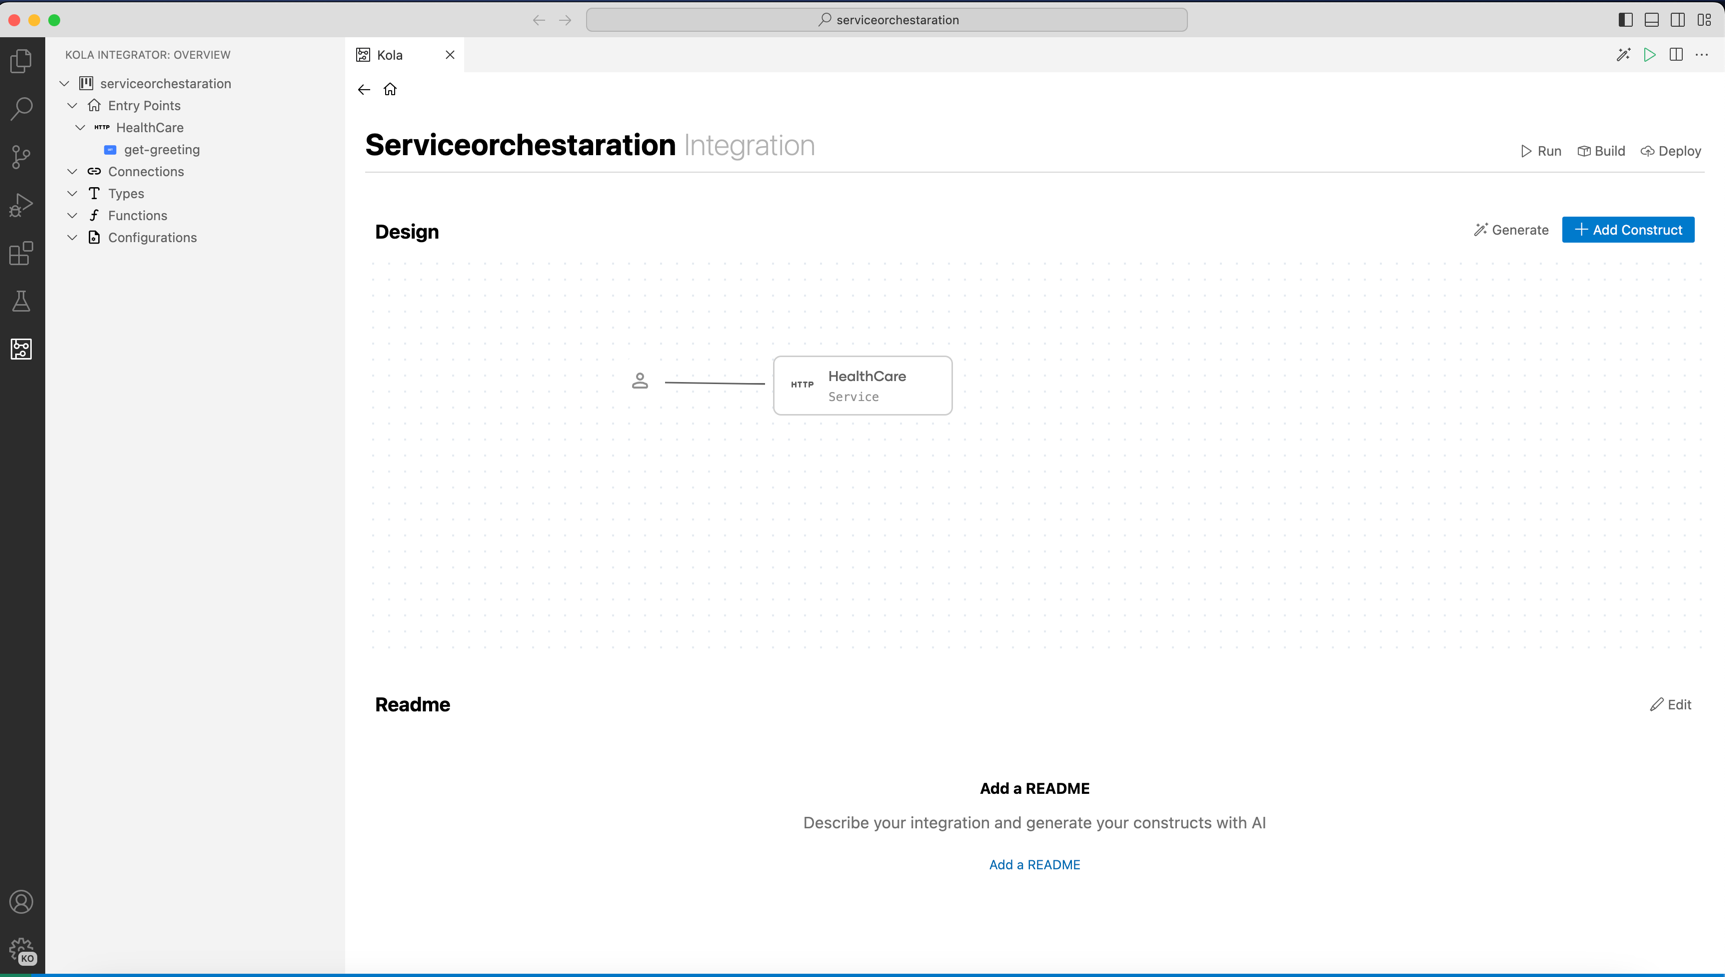 serviceorchestaration
KOLA INTEGRATOR: OVERVIEW
Kola
serviceorchestaration
Entry Points
HTTP HealthCare
get-greeting
Connections
Types
Functions
Configurations
Serviceorchestaration Integration
Run Build Deploy
Design
Generate
Add Construct
HTTP
HealthCare
Service
Readme
Edit
Add a README
Describe your integration and generate your constructs with AI
Add a README
KO